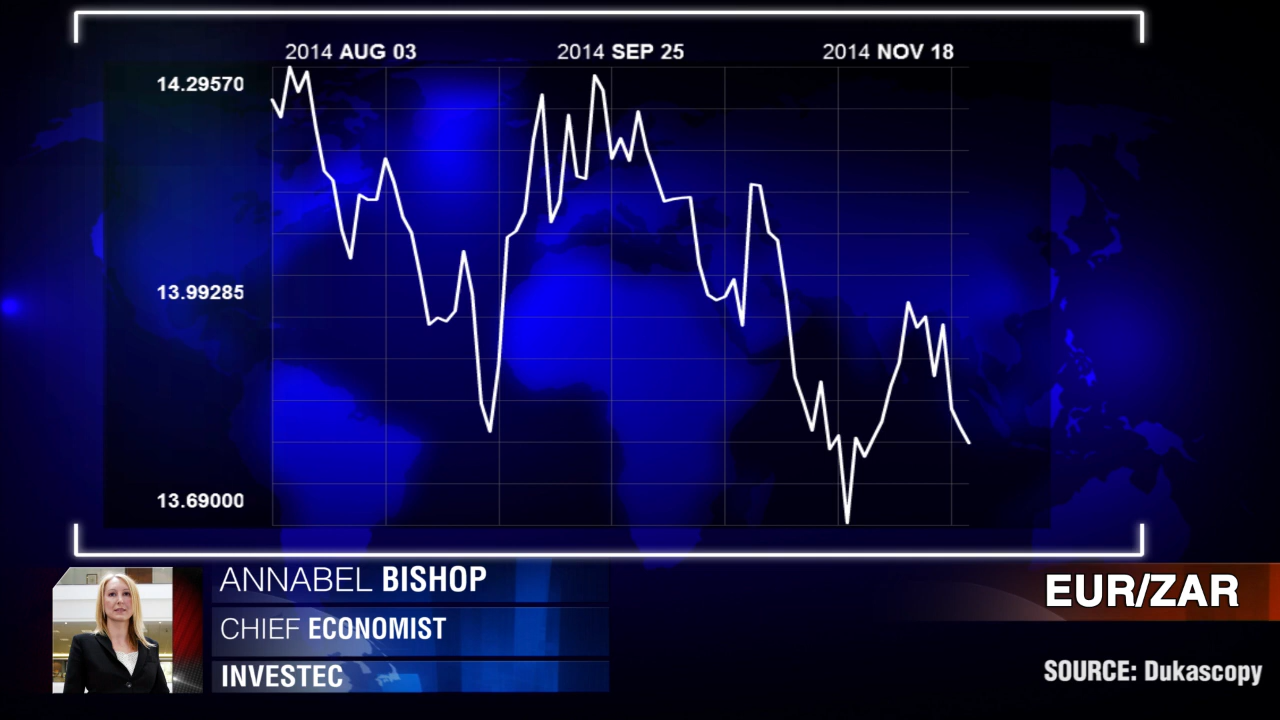 2014 AUG 03 2014 SEP 25 2014 NOV 18
14.29570
13.99285
13.69000
ANNABEL BISHOP
CHIEF ECONOMIST
INVESTEC
EUR/ZAR
SOURCE: Dukascopy